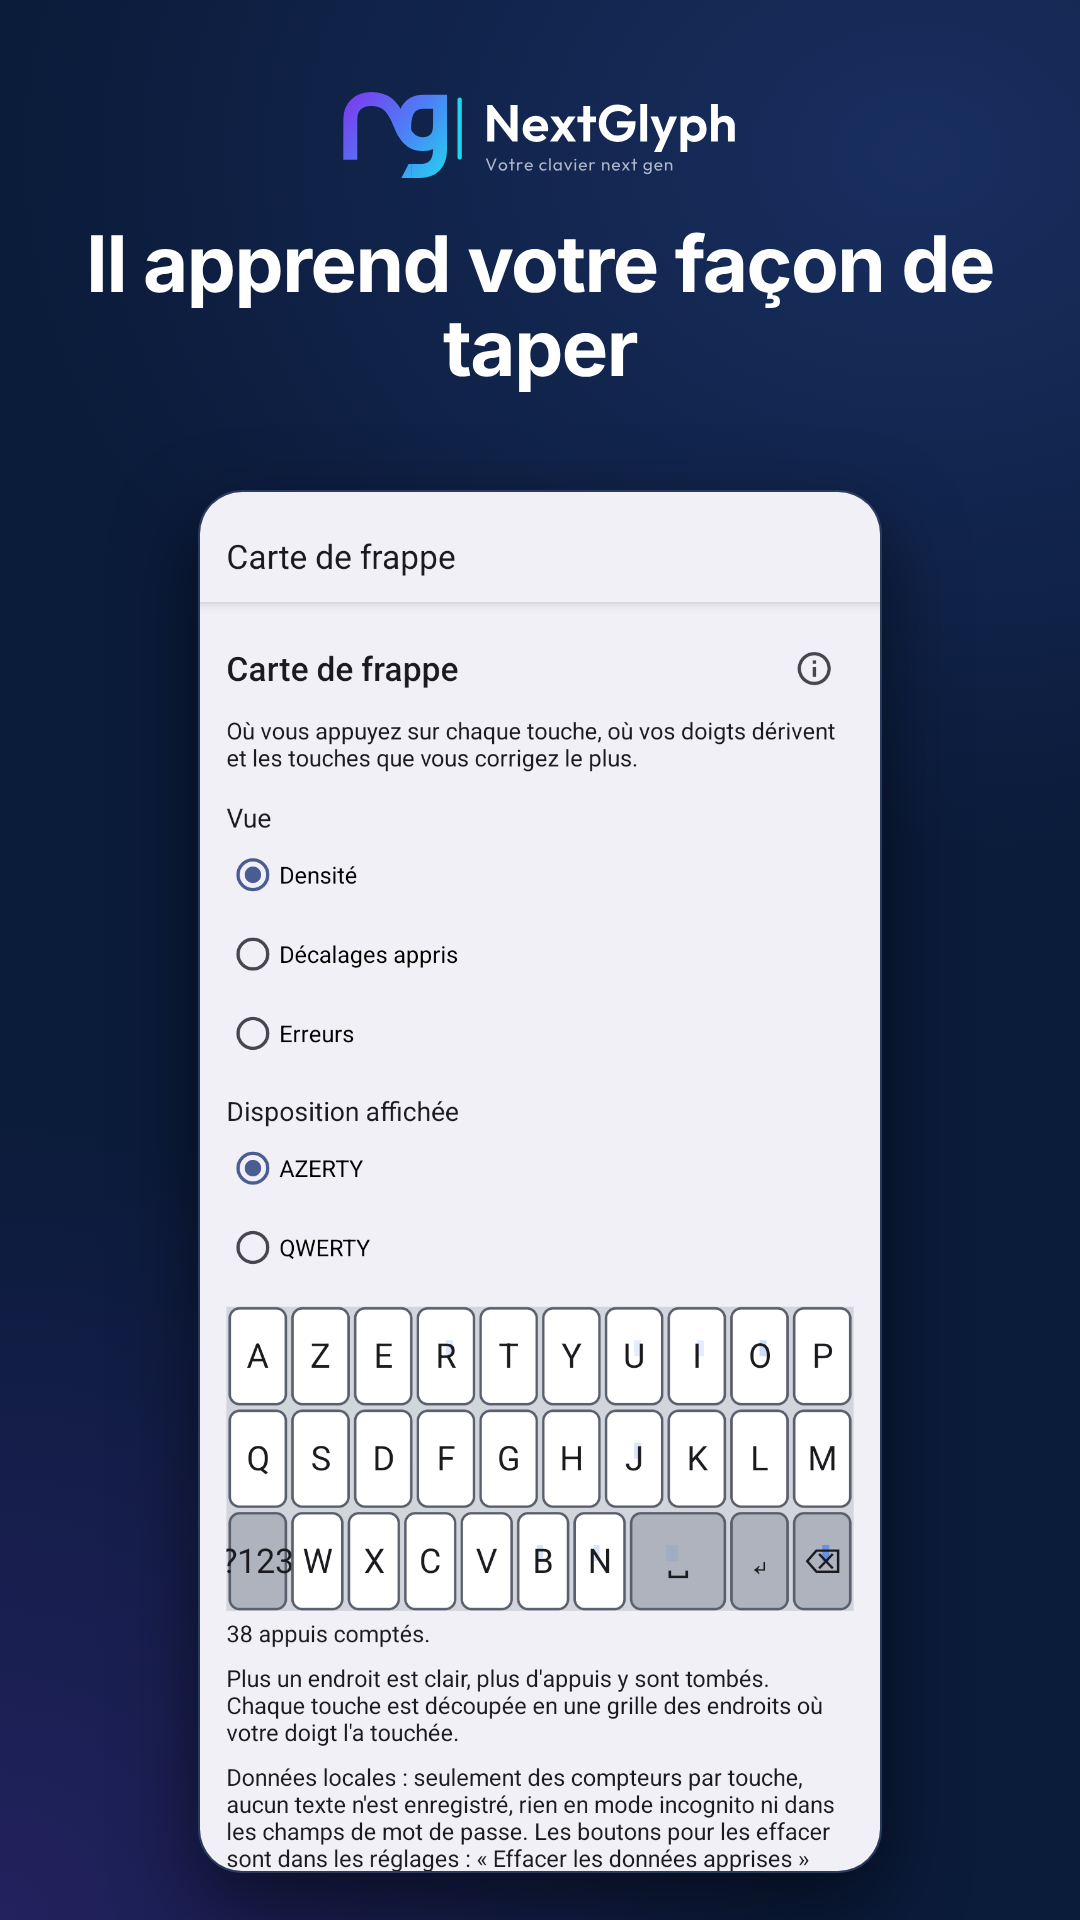 NextGlyph
Votre clavier next gen
Il apprend votre façon de
taper
Carte de frappe
Carte de frappe
Où vous appuyez sur chaque touche, où vos doigts dérivent
et les touches que vous corrigez le plus.
Vue
Densité
Décalages appris
Erreurs
Disposition affichée
AZERTY
QWERTY
A Z E R T Y U I O P
Q S D F G H J K L M
?123 W X C V B N
38 appuis comptés.
Plus un endroit est clair, plus d'appuis y sont tombés.
Chaque touche est découpée en une grille des endroits où
votre doigt l'a touchée.
Données locales : seulement des compteurs par touche,
aucun texte n'est enregistré, rien en mode incognito ni dans
les champs de mot de passe. Les boutons pour les effacer
sont dans les réglages : « Effacer les données apprises »